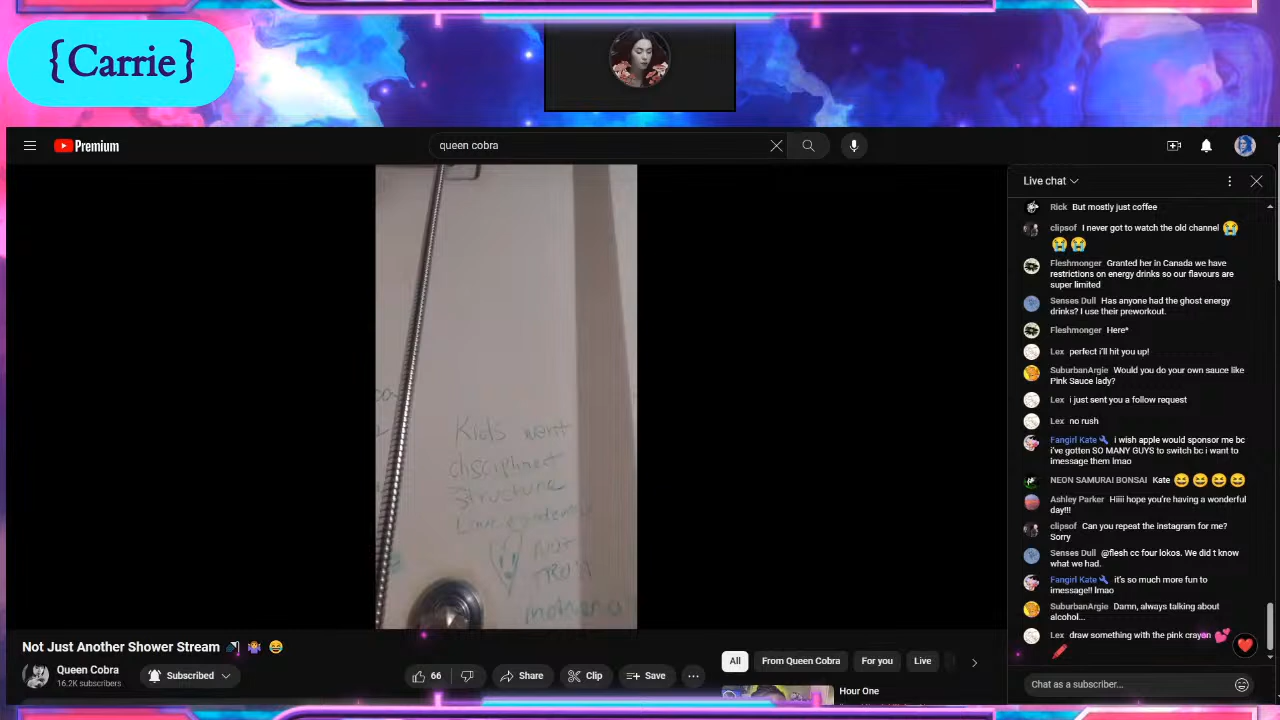 {Carrie}
Premium
queen cobra
Live chat
Rick But mostly just coffee
clipsof I never got to watch the old channel 😭
😭 😭
Fleshmonger Granted her in Canada we have
restrictions on energy drinks so our flavours are
super limited
Senses Dull Has anyone had the ghost energy
drinks? I use their preworkout.
Fleshmonger Here*
Lex perfect i'll hit you up!
SuburbanArgie Would you do your own sauce like
Pink Sauce lady?
Lex i just sent you a follow request
Lex no rush
Fangirl Kate 🔧 i wish apple would sponsor me bc
i've gotten SO MANY GUYS to switch bc i want to
imessage them lmao
NEON SAMURAI BONSAI Kate 😆 😆 😆 😆
Ashley Parker Hiiii hope you're having a wonderful
day!!!
clipsof Can you repeat the instagram for me?
Sorry
Senses Dull @flesh cc four lokos. We did t know
what we had.
Fangirl Kate 🔧 it's so much more fun to
imessage!! lmao
SuburbanArgie Damn, always talking about
alcohol...
Lex draw something with the pink crayon 💕
🖍️
Chat as a subscriber...
Kids want
structure
NOT
Not Just Another Shower Stream 🚿 🤷‍♀️ 😂
Queen Cobra
16.2K subscribers
Subscribed
66
Share
Clip
Save
All
From Queen Cobra
For you
Live
Hour One